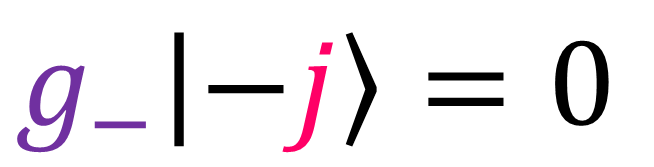 g₋|−j⟩ = 0